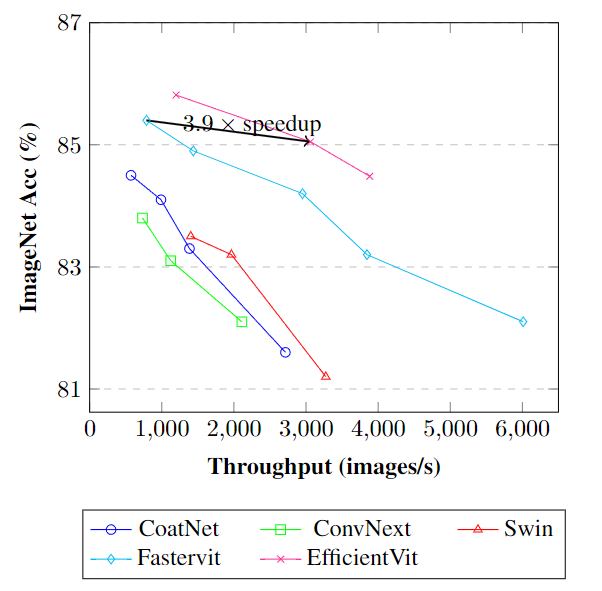 87
85
83
81
ImageNet Acc (%)
3.9 × speedup
0 1,000 2,000 3,000 4,000 5,000 6,000
Throughput (images/s)
CoatNet ConvNext Swin
Fastervit EfficientVit